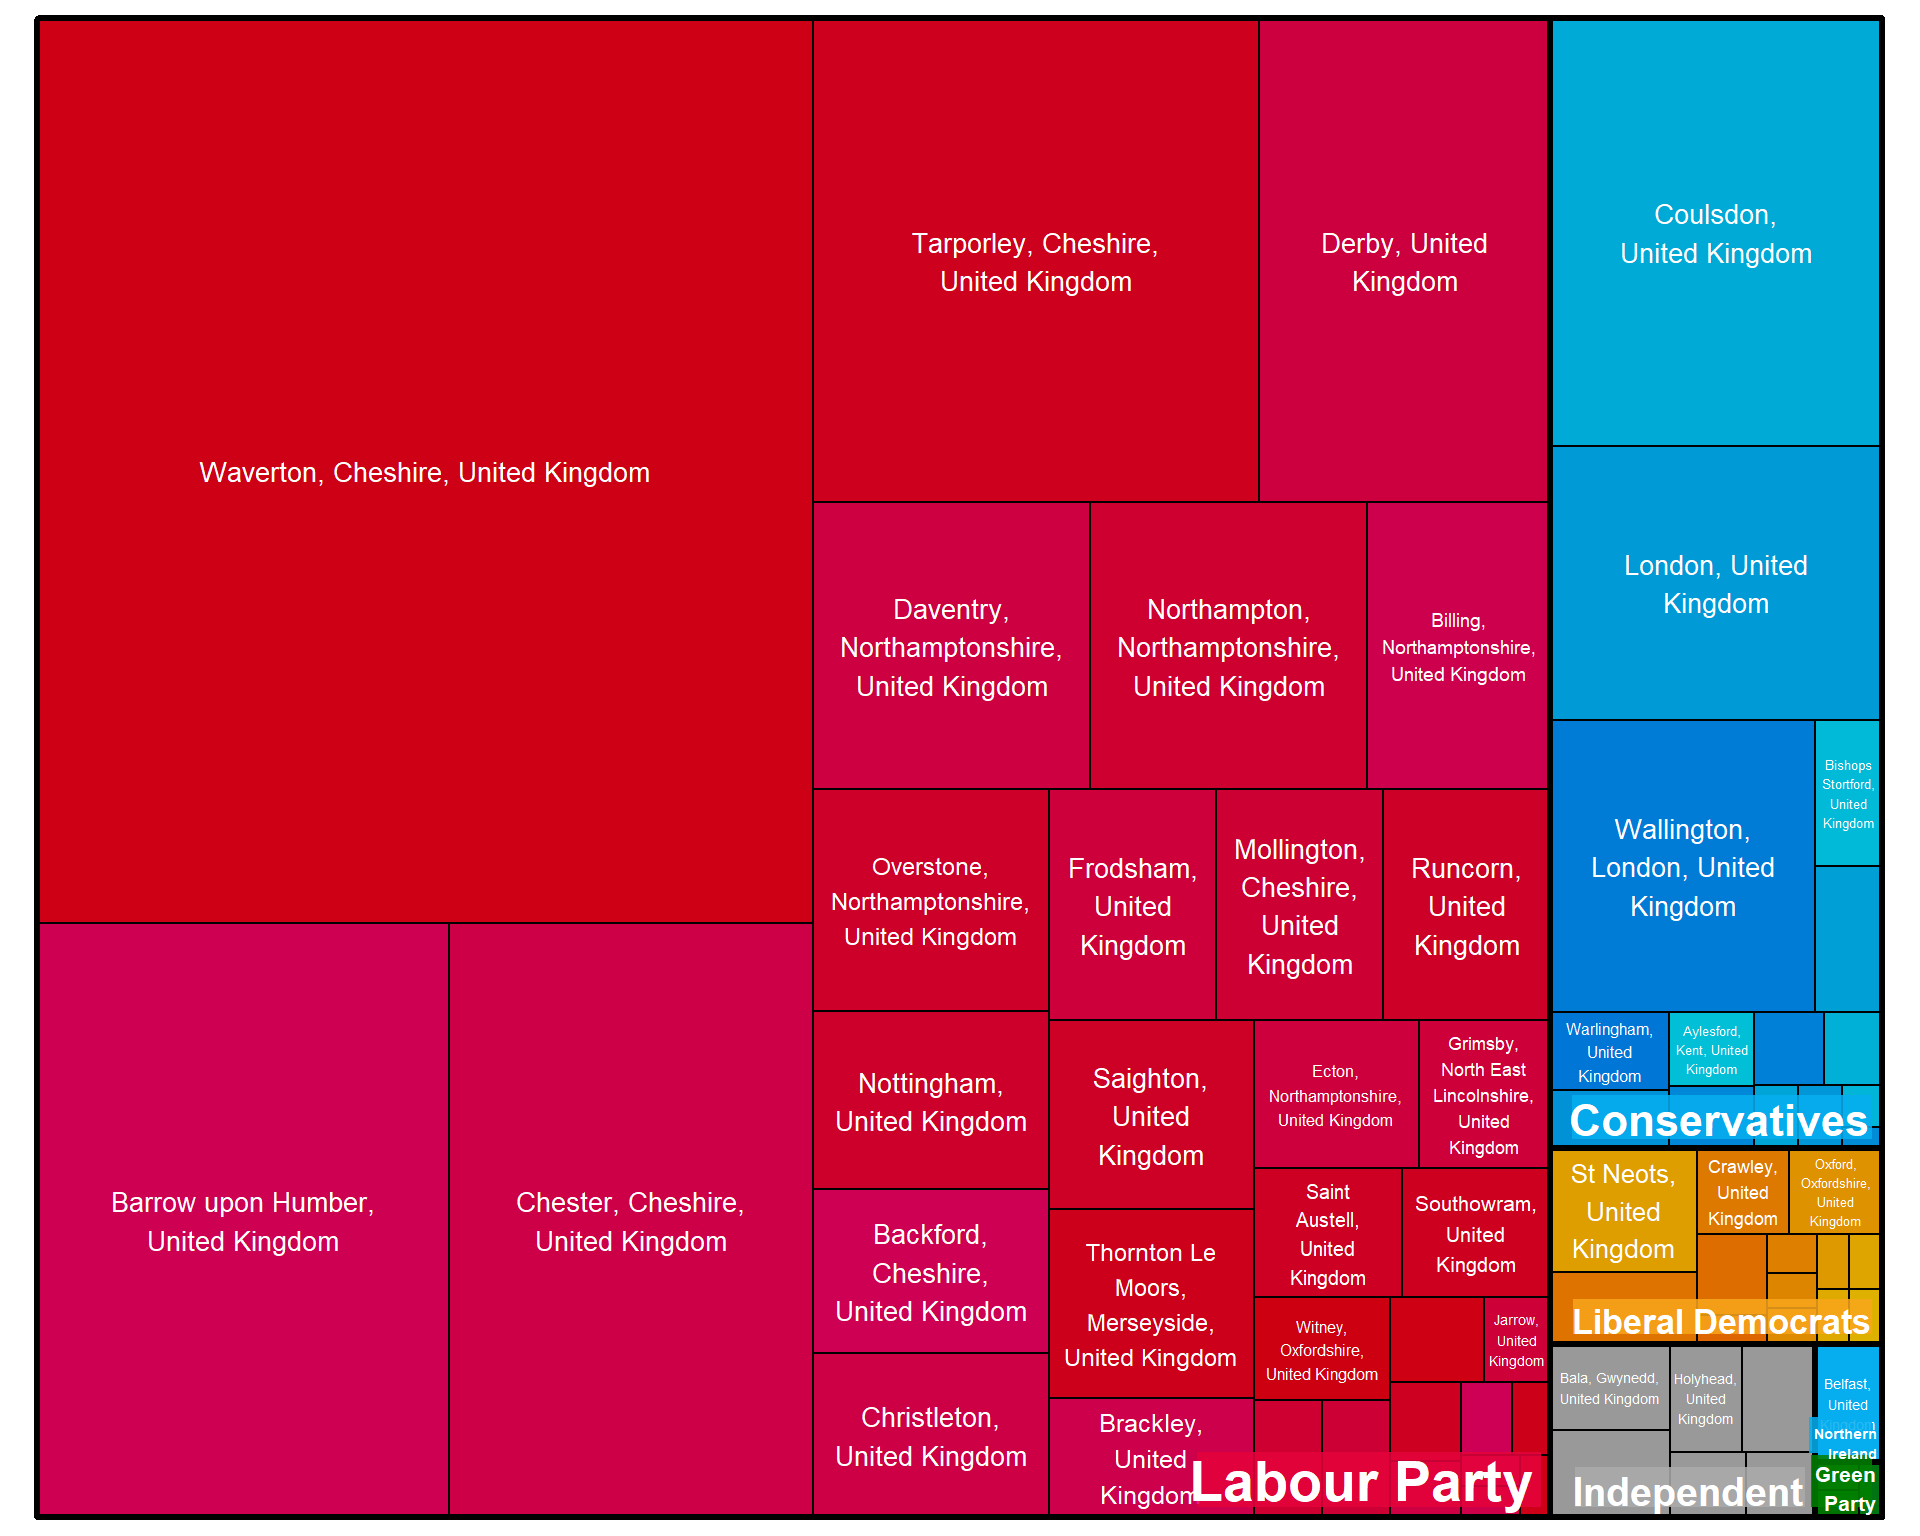 Waverton, Cheshire, United Kingdom
Barrow upon Humber,
United Kingdom
Chester, Cheshire,
United Kingdom
Tarporley, Cheshire,
United Kingdom
Derby, United
Kingdom
Daventry,
Northamptonshire,
United Kingdom
Northampton,
Northamptonshire,
United Kingdom
Billing,
Northamptonshire,
United Kingdom
Overstone,
Northamptonshire,
United Kingdom
Frodsham,
United
Kingdom
Mollington,
Cheshire,
United
Kingdom
Runcorn,
United
Kingdom
Nottingham,
United Kingdom
Backford,
Cheshire,
United Kingdom
Christleton,
United Kingdom
Saighton,
United
Kingdom
Thornton Le
Moors,
Merseyside,
United Kingdom
Brackley,
United
Kingdom
Ecton,
Northamptonshire,
United Kingdom
Grimsby,
North East
Lincolnshire,
United
Kingdom
Saint
Austell,
United
Kingdom
Southowram,
United
Kingdom
Witney,
Oxfordshire,
United Kingdom
Jarrow,
United
Kingdom
Labour Party
Coulsdon,
United Kingdom
London, United
Kingdom
Wallington,
London, United
Kingdom
Bishops
Stortford,
United
Kingdom
Warlingham,
United
Kingdom
Aylesford,
Kent, United
Kingdom
Conservatives
St Neots,
United
Kingdom
Crawley,
United
Kingdom
Oxford,
Oxfordshire,
United
Kingdom
Liberal Democrats
Bala, Gwynedd,
United Kingdom
Holyhead,
United
Kingdom
Independent
Belfast,
United
Kingdom)
Northern
Ireland
Green
Party